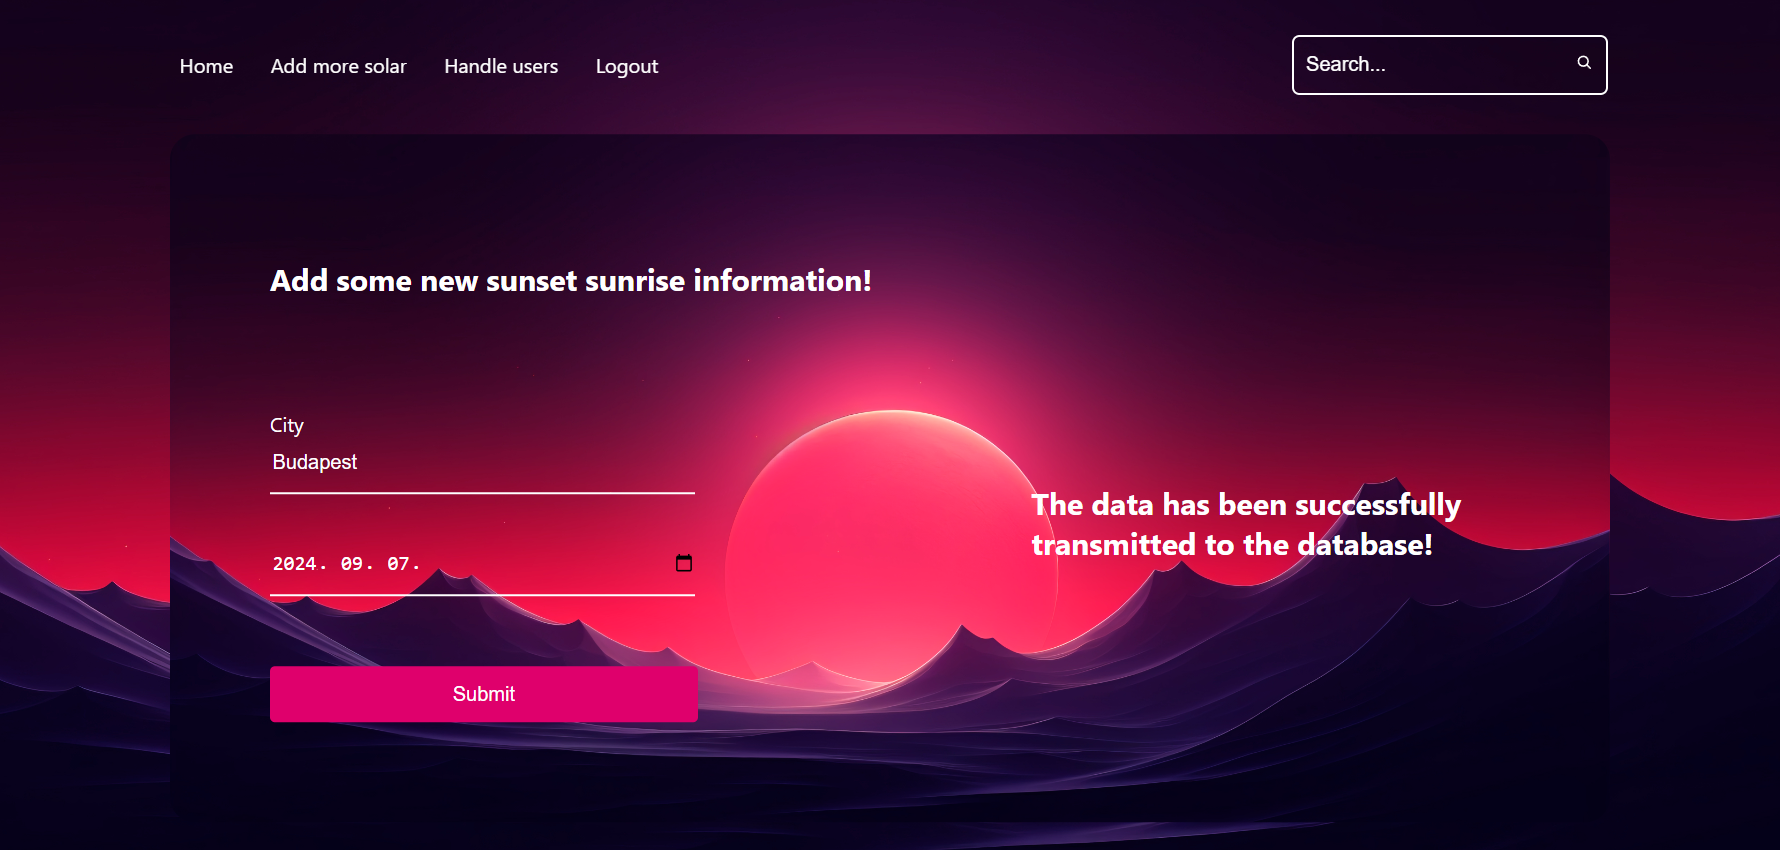 Home Add more solar Handle users Logout Search...
Add some new sunset sunrise information!
City
Budapest
2024. 09. 07.
The data has been successfully
transmitted to the database!
Submit